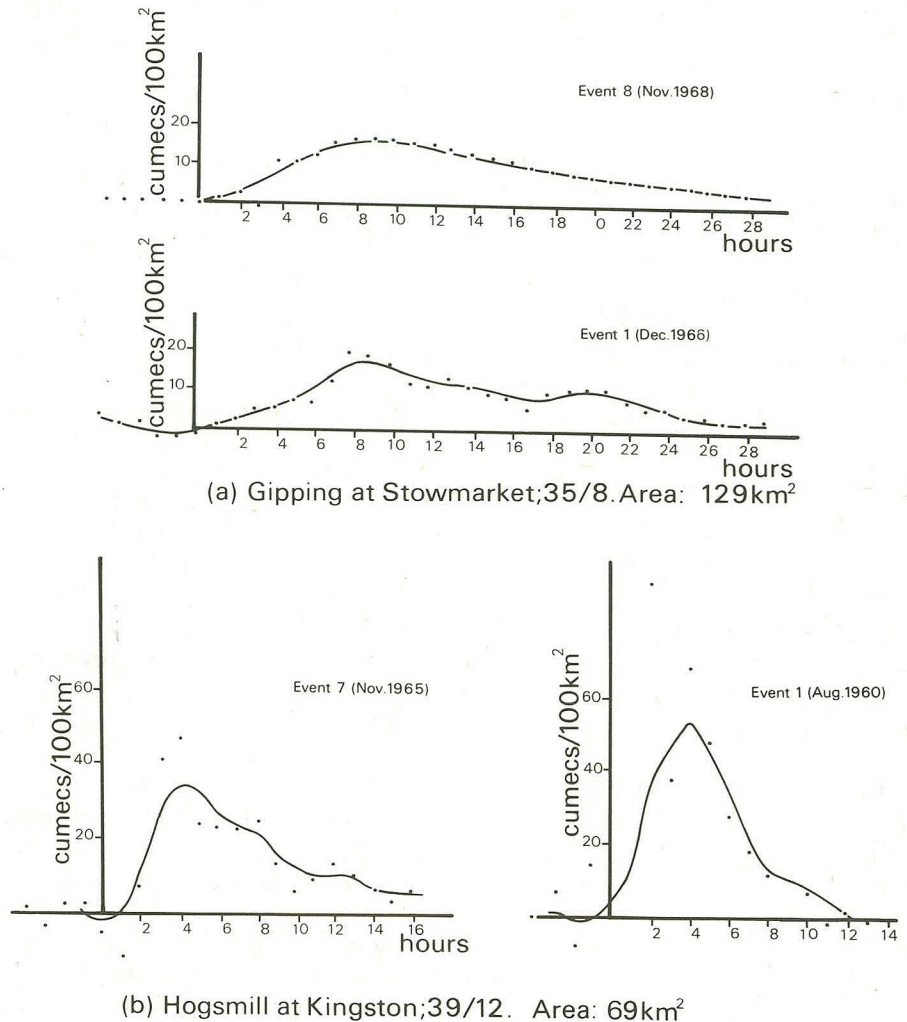 cumecs/100km²
Event 8 (Nov.1968)
20
10
2 4 6 8 10 12 14 16 18 0 22 24 26 28
hours
cumecs/100km²
Event 1 (Dec.1966)
20
10
2 4 6 8 10 12 14 16 18 20 22 24 26 28
hours
(a) Gipping at Stowmarket;35/8.Area: 129km²
cumecs/100km²
Event 7 (Nov.1965)
60
40
20
2 4 6 8 10 12 14 16
hours
cumecs/100km²
Event 1 (Aug.1960)
60
40
20
2 4 6 8 10 12 14
(b) Hogsmill at Kingston;39/12. Area: 69km²